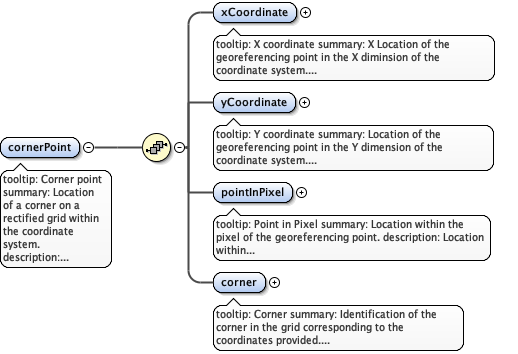 xCoordinate
tooltip: X coordinate summary: X Location of the
georeferencing point in the X diminsion of the
coordinate system....
yCoordinate
tooltip: Y coordinate summary: Location of the
georeferencing point in the Y dimension of the
coordinate system....
cornerPoint
tooltip: Corner point
summary: Location
of a corner on a
rectified grid within
the coordinate
system.
description:...
pointInPixel
tooltip: Point in Pixel summary: Location within the
pixel of the georeferencing point. description: Location
within...
corner
tooltip: Corner summary: Identification of the
corner in the grid corresponding to the
coordinates provided....